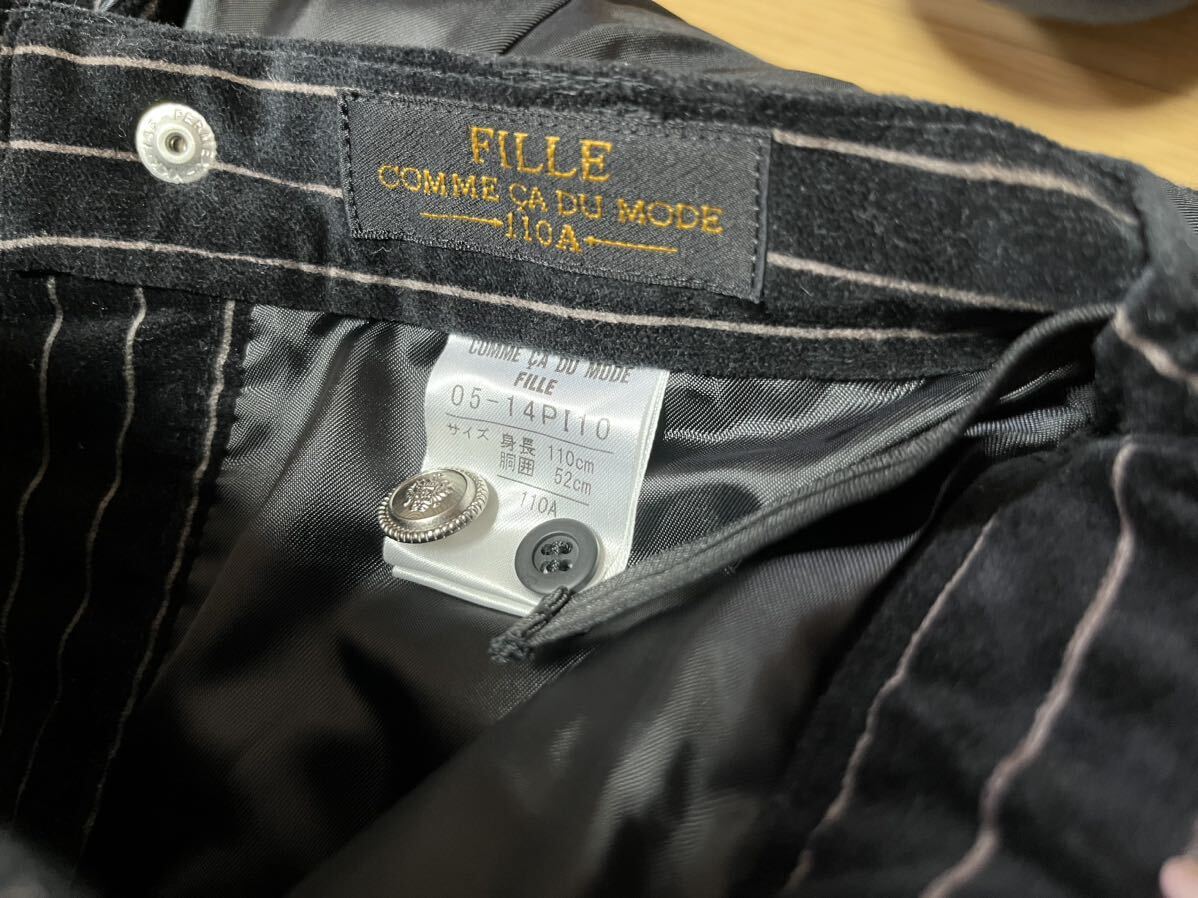 FILLE
COMME ÇA DU MODE
110A
COMME ÇA DU MODE
FILLE
05-14PI10
サイズ 身長 110cm
胴囲 52cm
110A